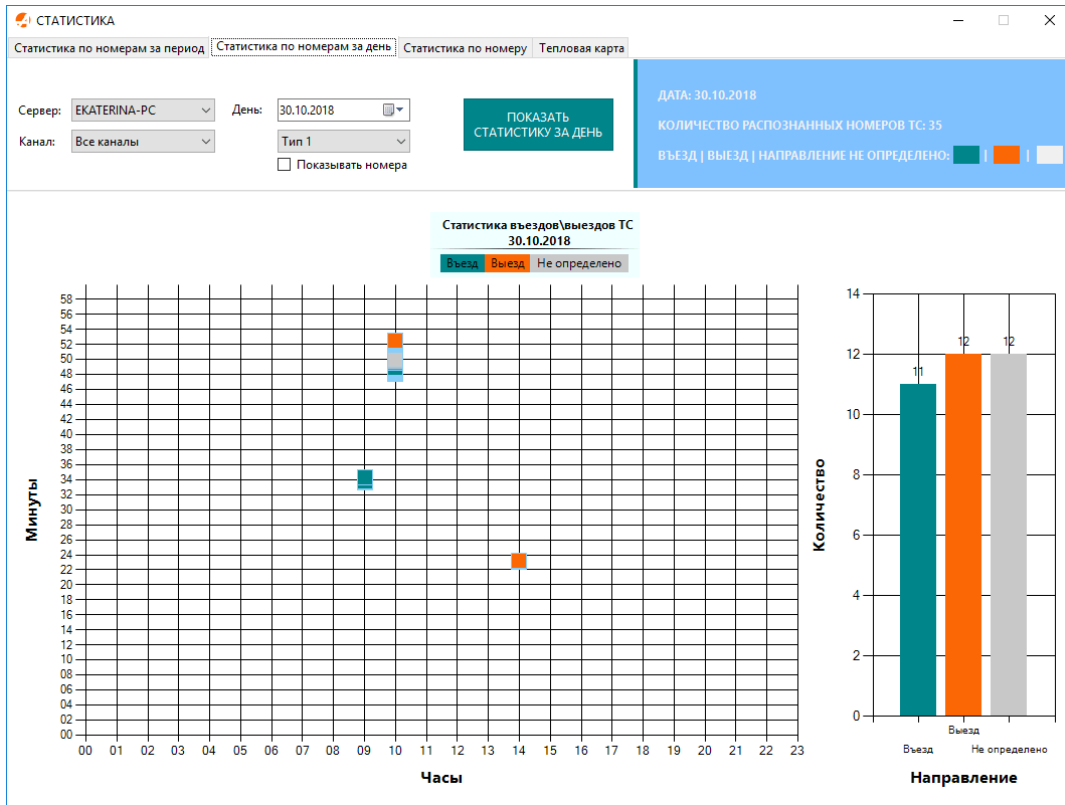 СТАТИСТИКА
Статистика по номерам за период Статистика по номерам за день Статистика по номеру Тепловая карта
Сервер: EKATERINA-PC День: 30.10.2018
Канал: Все каналы Тип 1
Показывать номера
ПОКАЗАТЬ
СТАТИСТИКУ ЗА ДЕНЬ
ДАТА: 30.10.2018
КОЛИЧЕСТВО РАСПОЗНАННЫХ НОМЕРОВ ТС: 35
ВЪЕЗД | ВЫЕЗД | НАПРАВЛЕНИЕ НЕ ОПРЕДЕЛЕНО: | |
Статистика въездов\выездов ТС
30.10.2018
Въезд Выезд Не определено
Минуты
58
56
54
52
50
48
46
44
42
40
38
36
34
32
30
28
26
24
22
20
18
16
14
12
10
08
06
04
02
00
00 01 02 03 04 05 06 07 08 09 10 11 12 13 14 15 16 17 18 19 20 21 22 23
Часы
Количество
14
12
10
8
6
4
2
0
11 12 12
Въезд Выезд Не определено
Направление